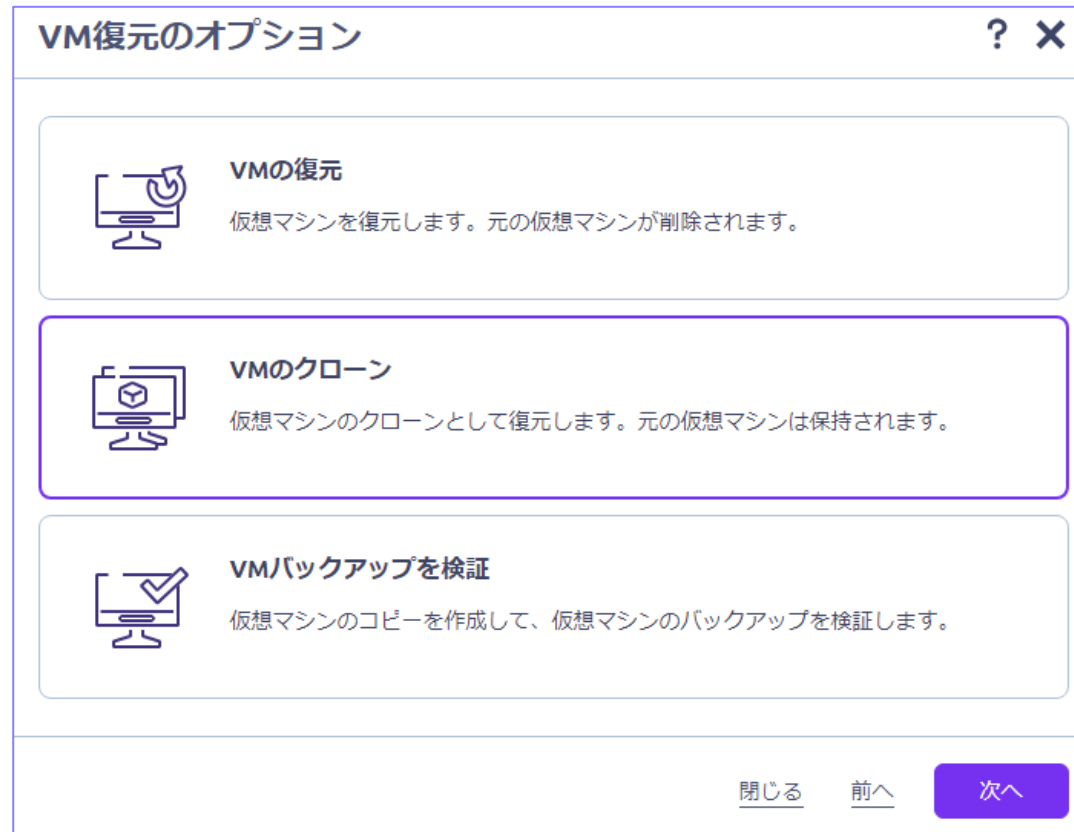 VM復元のオプション
? ×
VMの復元
仮想マシンを復元します。元の仮想マシンが削除されます。
VMのクローン
仮想マシンのクローンとして復元します。元の仮想マシンは保持されます。
VMバックアップを検証
仮想マシンのコピーを作成して、仮想マシンのバックアップを検証します。
閉じる 前へ 次へ